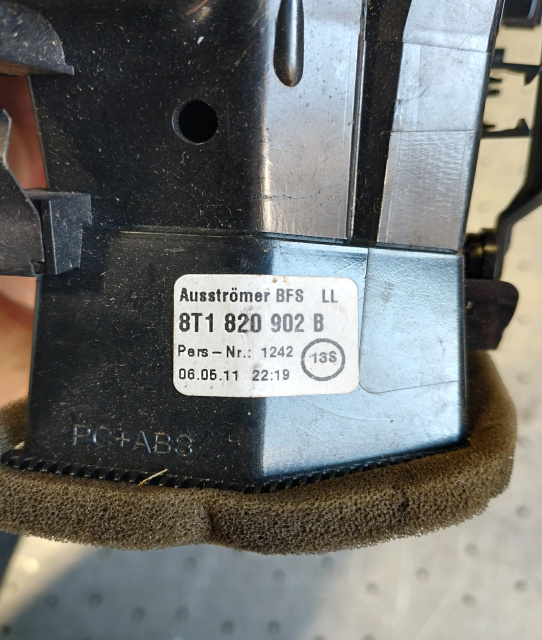 Ausströmer BFS LL
8T1 820 902 B
Pers-Nr.: 1242
13S
06.05.11 22:19
PC+ABS